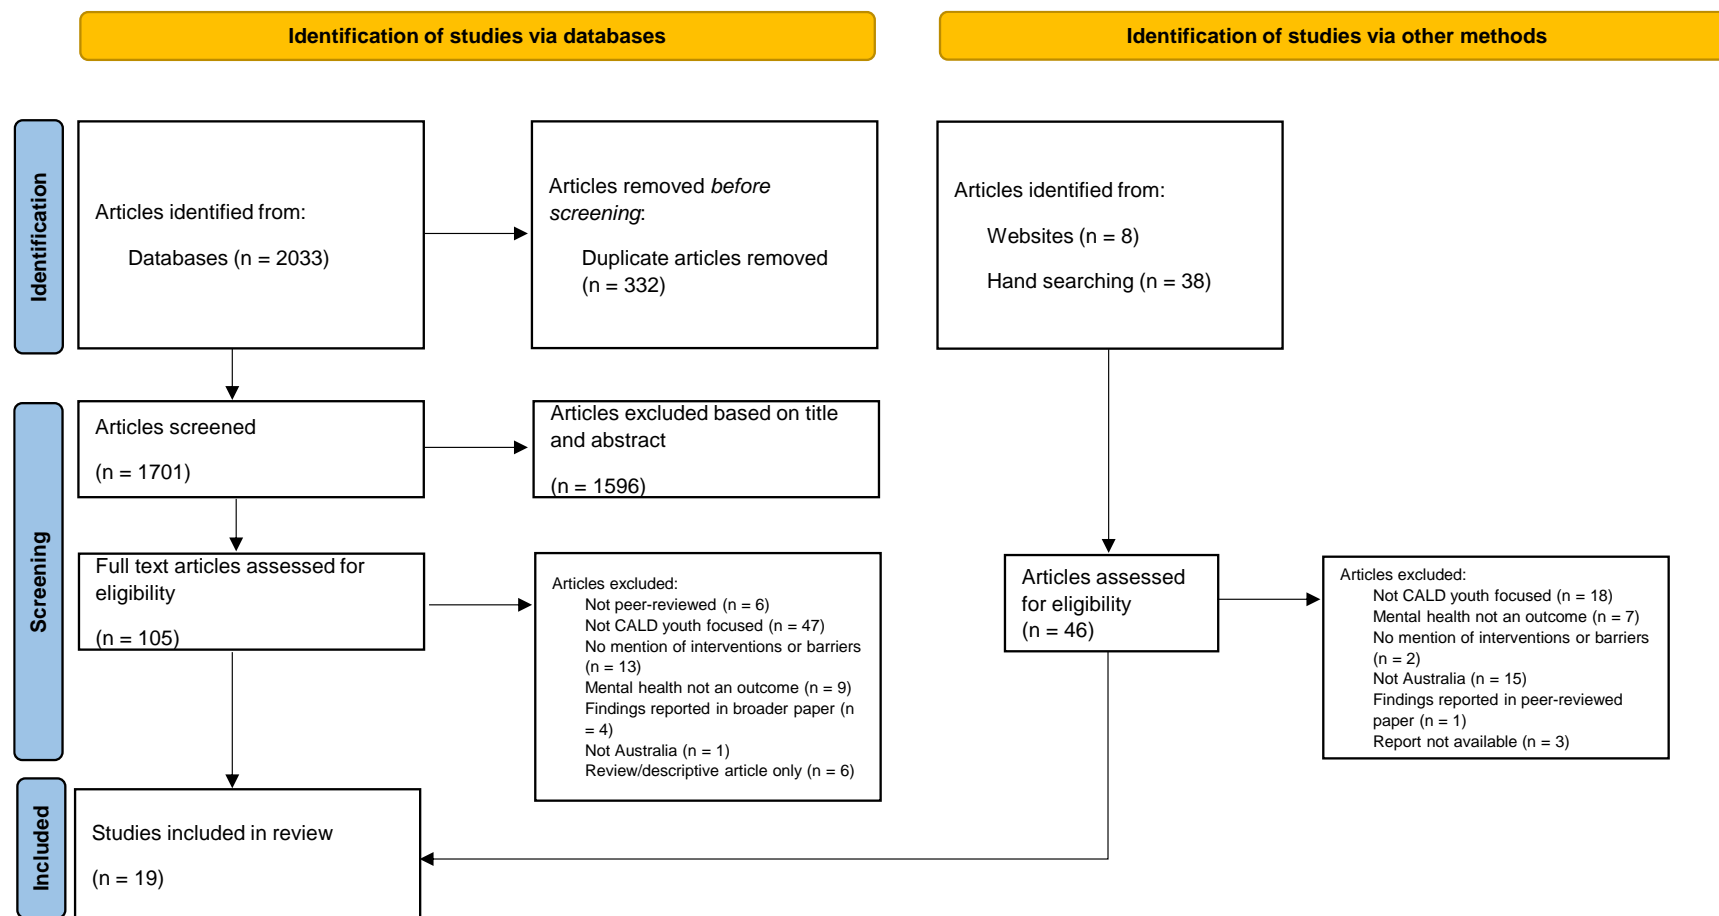 Identification of studies via databases
Identification of studies via other methods
Identification
Articles identified from:
Databases (n = 2033)
Articles removed before
screening:
Duplicate articles removed
(n = 332)
Articles identified from:
Websites (n = 8)
Hand searching (n = 38)
Screening
Articles screened
(n = 1701)
Articles excluded based on title
and abstract
(n = 1596)
Full text articles assessed for
eligibility
(n = 105)
Articles excluded:
Not peer-reviewed (n = 6)
Not CALD youth focused (n = 47)
No mention of interventions or barriers
(n = 13)
Mental health not an outcome (n = 9)
Findings reported in broader paper (n
= 4)
Not Australia (n = 1)
Review/descriptive article only (n = 6)
Articles assessed
for eligibility
(n = 46)
Articles excluded:
Not CALD youth focused (n = 18)
Mental health not an outcome (n = 7)
No mention of interventions or barriers
(n = 2)
Not Australia (n = 15)
Findings reported in peer-reviewed
paper (n = 1)
Report not available (n = 3)
Included
Studies included in review
(n = 19)